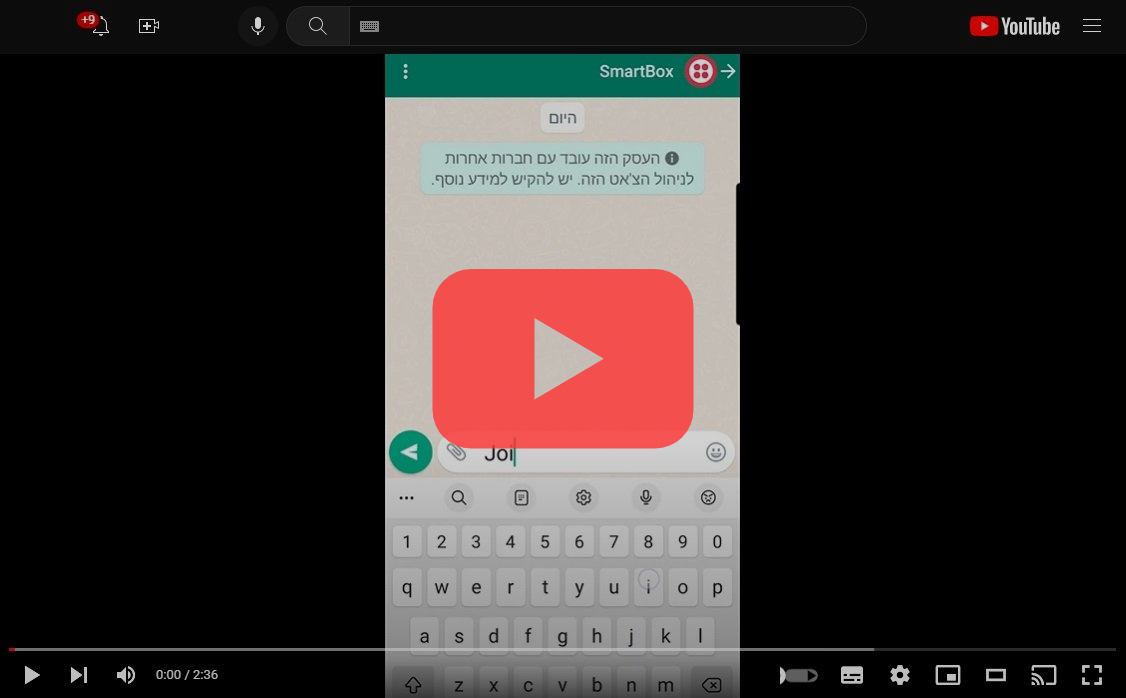 +9
YouTube
SmartBox
היום
העסק הזה עובד עם חברות אחרות
לניהול הצ'אט הזה. יש להקיש למידע נוסף.
Joi
1 2 3 4 5 6 7 8 9 0
q w e r t y u i o p
a s d f g h j k l
z x c v b n m
0:00 / 2:36